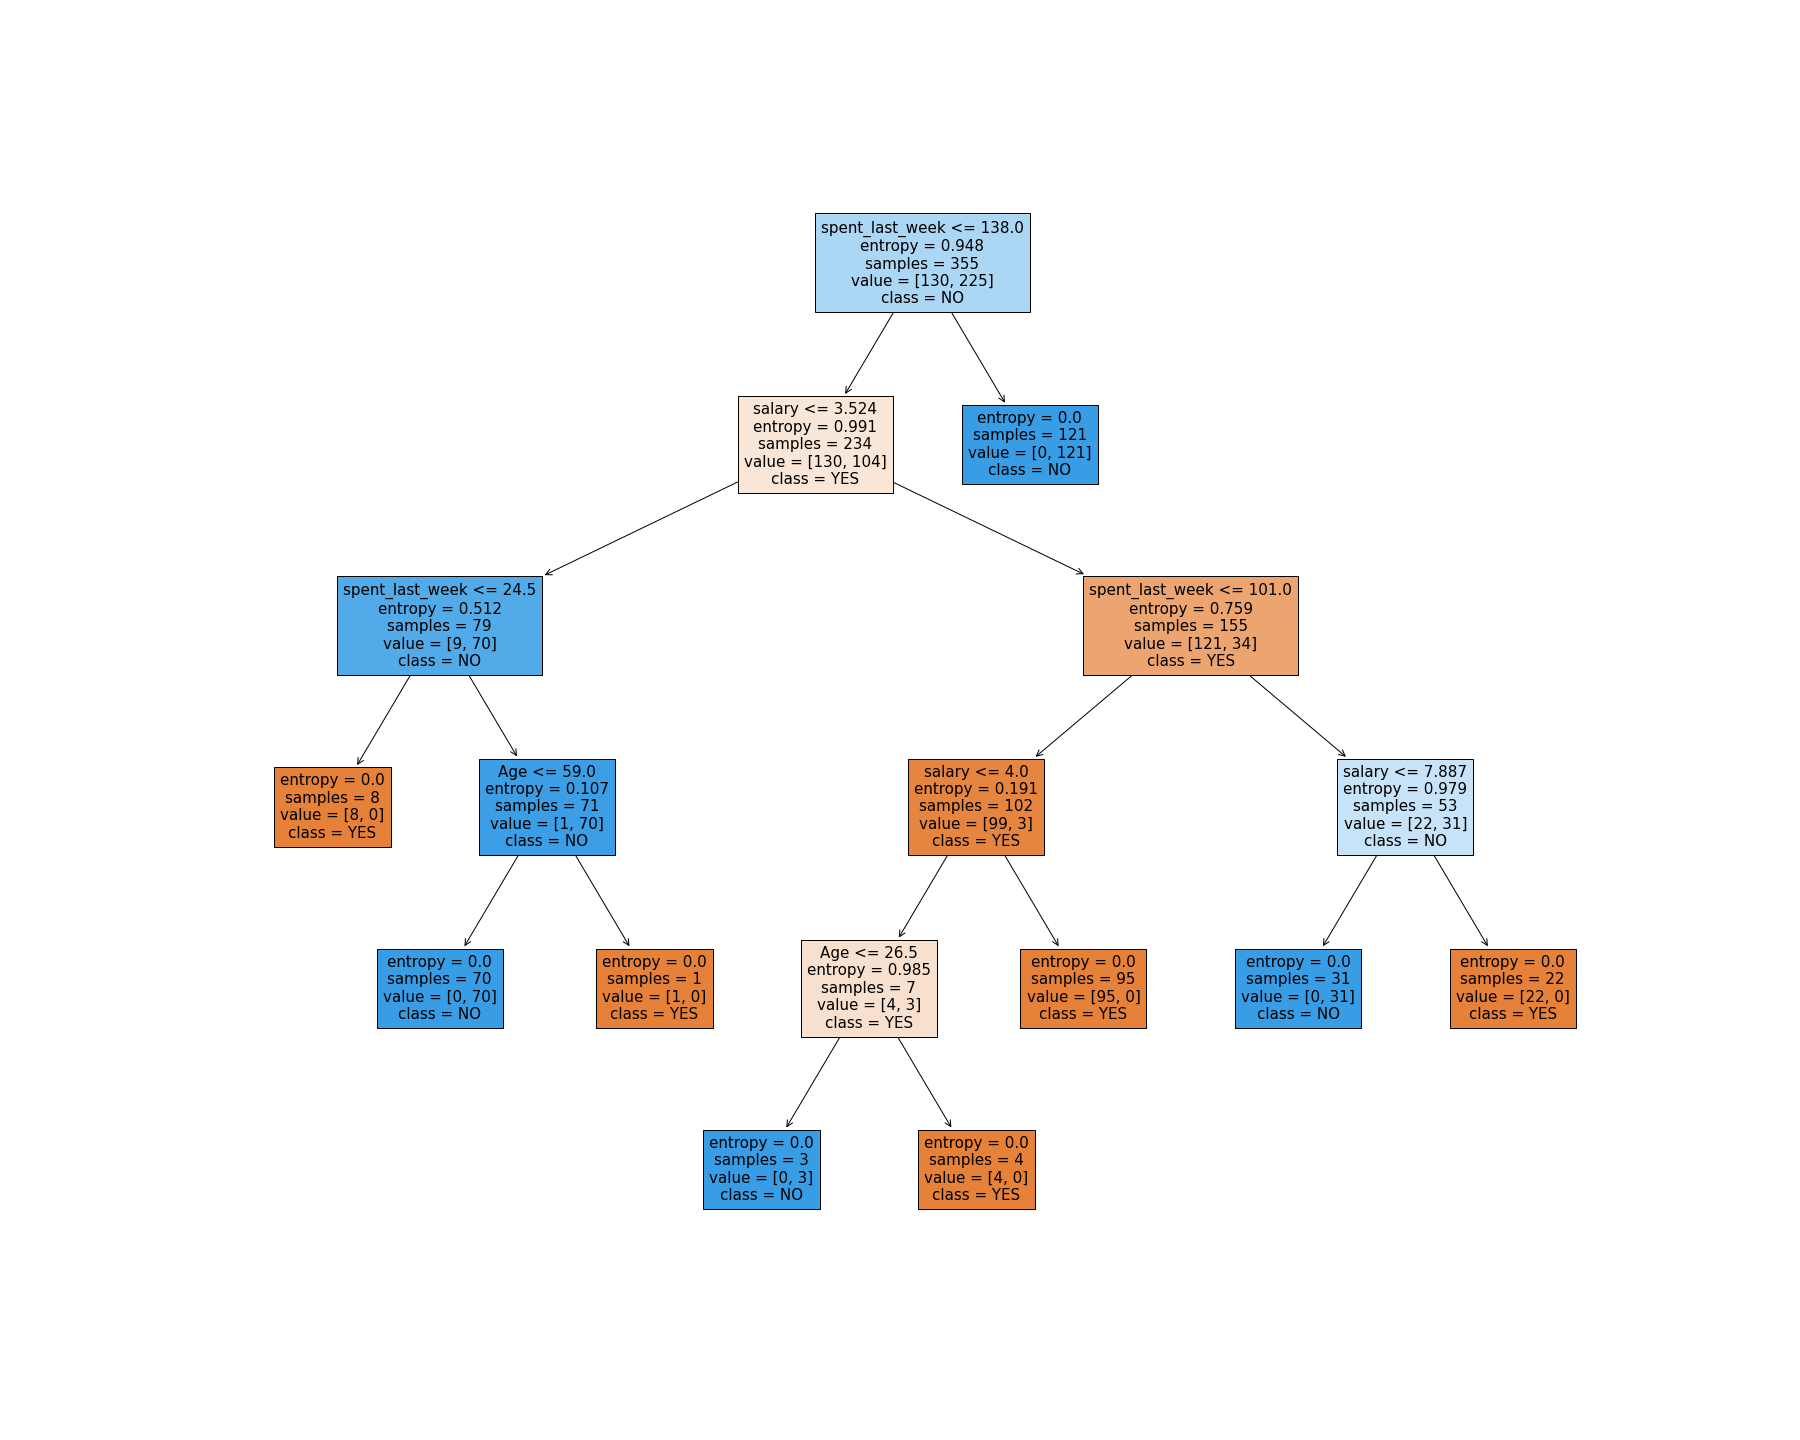 spent_last_week <= 138.0
entropy = 0.948
samples = 355
value = [130, 225]
class = NO
salary <= 3.524
entropy = 0.991
samples = 234
value = [130, 104]
class = YES
entropy = 0.0
samples = 121
value = [0, 121]
class = NO
spent_last_week <= 24.5
entropy = 0.512
samples = 79
value = [9, 70]
class = NO
spent_last_week <= 101.0
entropy = 0.759
samples = 155
value = [121, 34]
class = YES
entropy = 0.0
samples = 8
value = [8, 0]
class = YES
Age <= 59.0
entropy = 0.107
samples = 71
value = [1, 70]
class = NO
salary <= 4.0
entropy = 0.191
samples = 102
value = [99, 3]
class = YES
salary <= 7.887
entropy = 0.979
samples = 53
value = [22, 31]
class = NO
entropy = 0.0
samples = 70
value = [0, 70]
class = NO
entropy = 0.0
samples = 1
value = [1, 0]
class = YES
Age <= 26.5
entropy = 0.985
samples = 7
value = [4, 3]
class = YES
entropy = 0.0
samples = 95
value = [95, 0]
class = YES
entropy = 0.0
samples = 31
value = [0, 31]
class = NO
entropy = 0.0
samples = 22
value = [22, 0]
class = YES
entropy = 0.0
samples = 3
value = [0, 3]
class = NO
entropy = 0.0
samples = 4
value = [4, 0]
class = YES